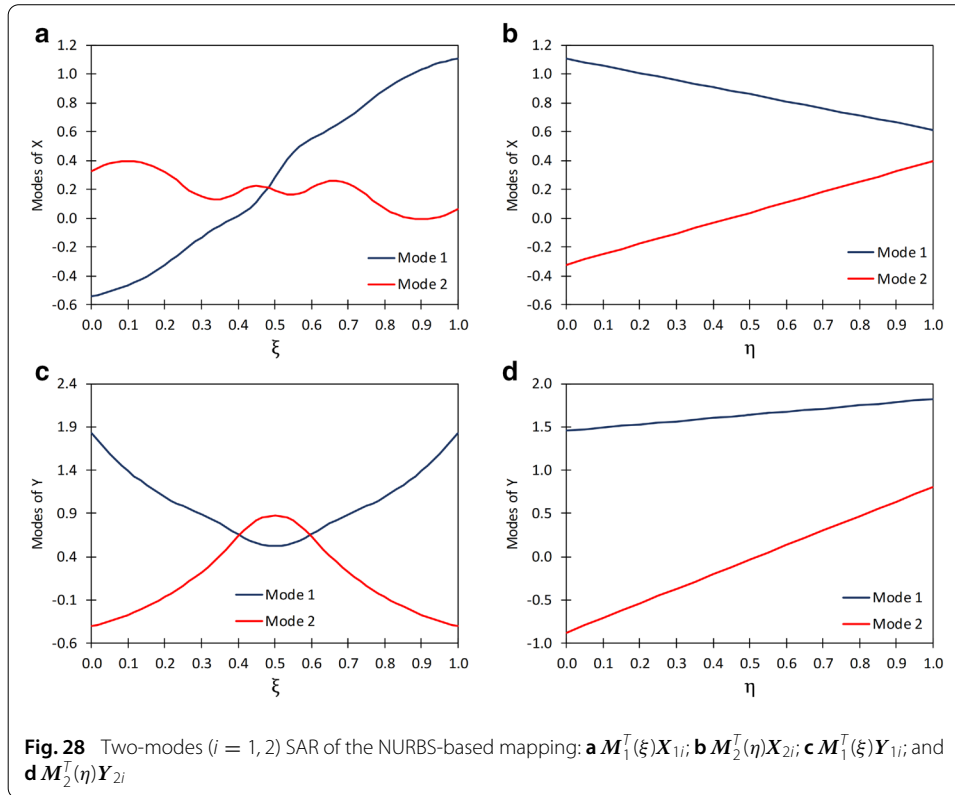 a
b
1.2
1.0
0.8
0.6
0.4
0.2
0.0
-0.2
-0.4
-0.6
Modes of X
Mode 1
Mode 2
0.0 0.1 0.2 0.3 0.4 0.5 0.6 0.7 0.8 0.9 1.0
ξ
1.2
1.0
0.8
0.6
0.4
0.2
0.0
-0.2
-0.4
-0.6
Modes of X
Mode 1
Mode 2
0.0 0.1 0.2 0.3 0.4 0.5 0.6 0.7 0.8 0.9 1.0
η
c
d
2.4
1.9
1.4
0.9
0.4
-0.1
-0.6
Modes of Y
Mode 1
Mode 2
0.0 0.1 0.2 0.3 0.4 0.5 0.6 0.7 0.8 0.9 1.0
ξ
2.0
1.5
1.0
0.5
0.0
-0.5
-1.0
Modes of Y
Mode 1
Mode 2
0.0 0.1 0.2 0.3 0.4 0.5 0.6 0.7 0.8 0.9 1.0
η
Fig. 28 Two-modes (i = 1, 2) SAR of the NURBS-based mapping: a M₁ᵀ(ξ)X₁ᵢ; b M₂ᵀ(η)X₂ᵢ; c M₁ᵀ(ξ)Y₁ᵢ; and
d M₂ᵀ(η)Y₂ᵢ